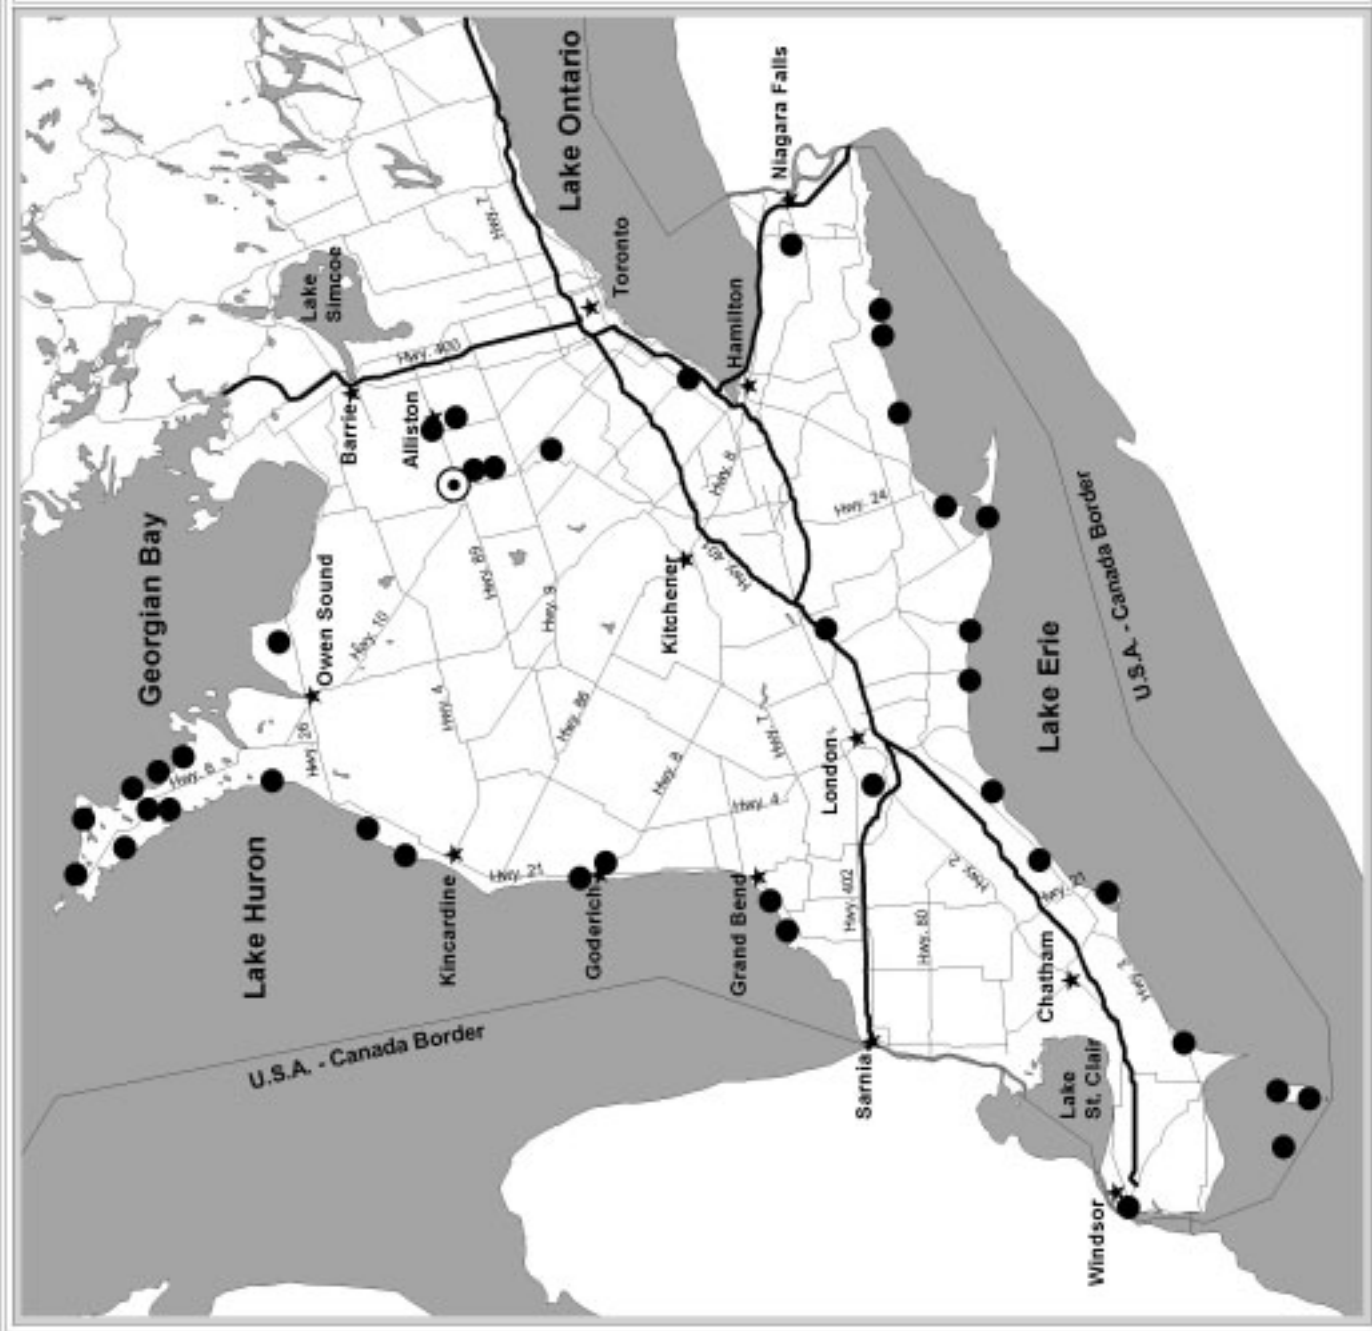 Georgian Bay
Owen Sound
Barrie
Lake
Simcoe
Alliston
Hwy. 400
Hwy. 7
Lake Ontario
Toronto
Niagara Falls
Hamilton
Hwy. 6
Hwy. 26
Hwy. 10
Hwy. 89
Hwy. 9
Hwy. 4
Hwy. 86
Kitchener
Hwy. 401
Hwy. 8
Hwy. 24
Lake Huron
Kincardine
Hwy. 21
Goderich
Hwy. 8
Hwy. 7
Hwy. 4
Grand Bend
London
U.S.A. - Canada Border
Hwy. 402
Hwy. 80
Hwy. 2
Hwy. 21
Sarnia
Chatham
Hwy. 3
Lake
St. Clair
Windsor
Lake Erie
U.S.A. - Canada Border